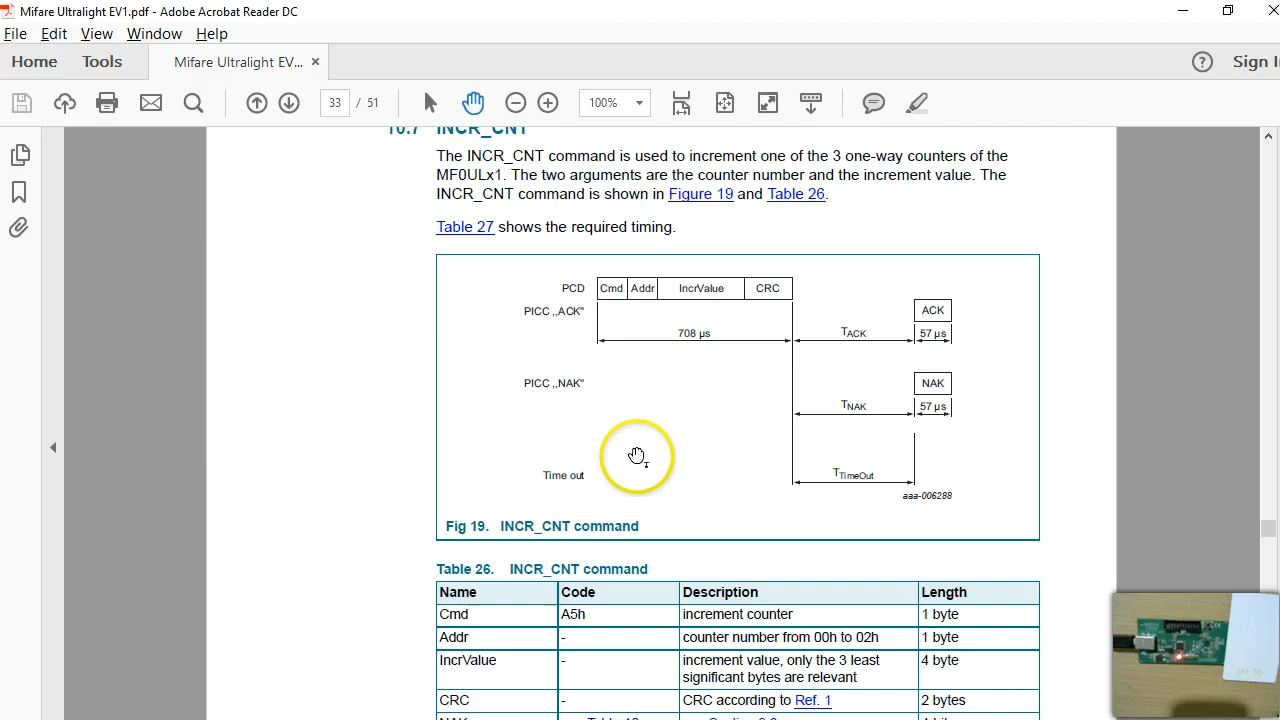 Mifare Ultralight EV1.pdf - Adobe Acrobat Reader DC
File Edit View Window Help
Home Tools Mifare Ultralight EV... × ? Sign I
33 / 51 100%
10.7 INCR_CNT
The INCR_CNT command is used to increment one of the 3 one-way counters of the
MF0ULx1. The two arguments are the counter number and the increment value. The
INCR_CNT command is shown in Figure 19 and Table 26.
Table 27 shows the required timing.
PCD Cmd Addr IncrValue CRC
PICC ,,ACK" ACK
708 µs TACK 57 µs
PICC ,,NAK" NAK
TNAK 57 µs
Time out TTimeOut
aaa-006288
Fig 19. INCR_CNT command
Table 26. INCR_CNT command
Name Code Description Length
Cmd A5h increment counter 1 byte
Addr - counter number from 00h to 02h 1 byte
IncrValue - increment value, only the 3 least 4 byte
significant bytes are relevant
CRC - CRC according to Ref. 1 2 bytes